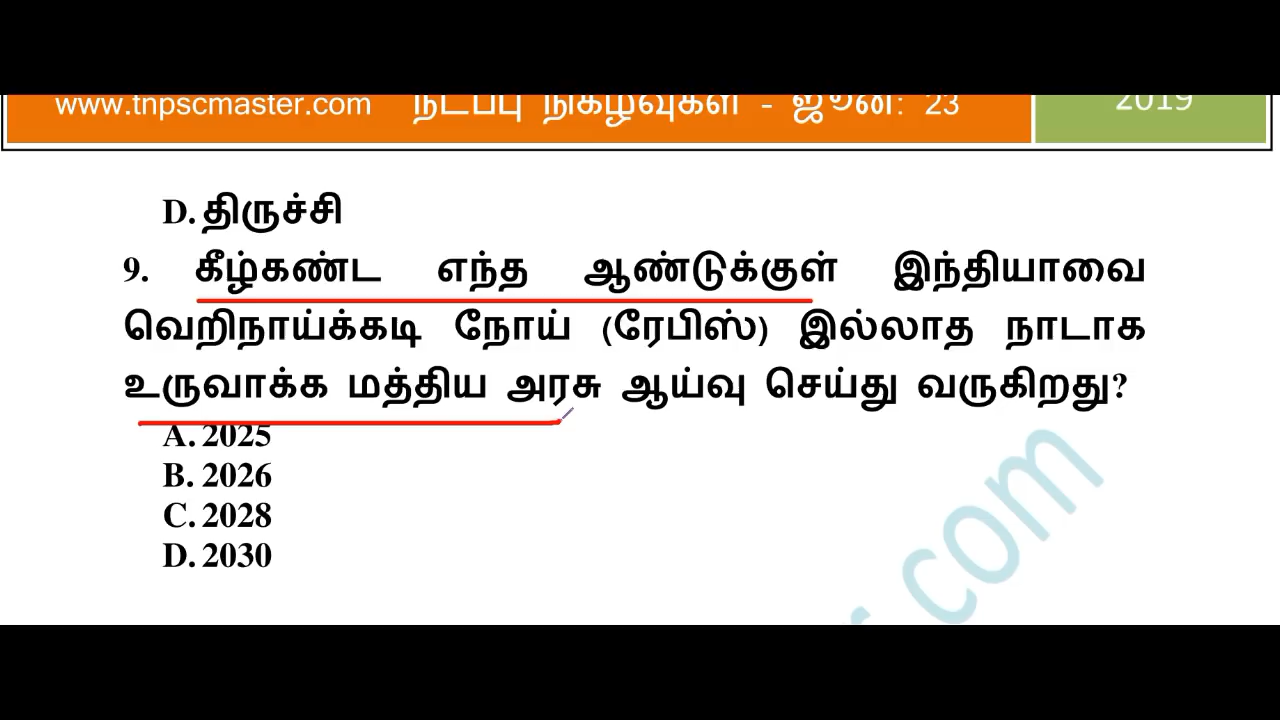 www.tnpscmaster.com நடப்பு நிகழ்வுகள் - ஜூன்: 23 2019
D. திருச்சி
9. கீழ்கண்ட எந்த ஆண்டுக்குள் இந்தியாவை
வெறிநாய்க்கடி நோய் (ரேபிஸ்) இல்லாத நாடாக
உருவாக்க மத்திய அரசு ஆய்வு செய்து வருகிறது?
A. 2025
B. 2026
C. 2028
D. 2030
.com